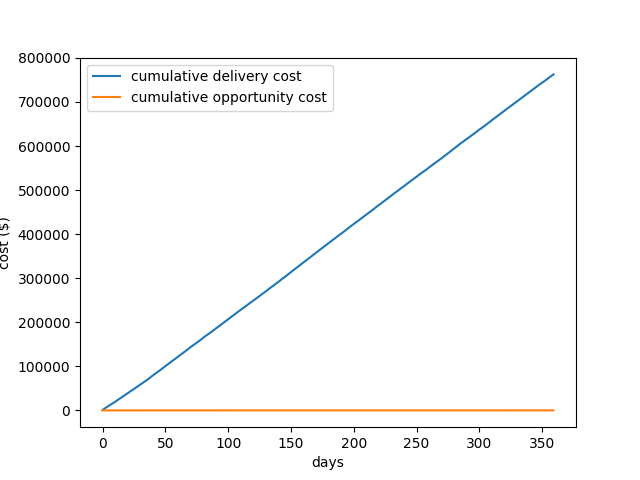 800000
700000
600000
500000
400000
300000
200000
100000
0
cost ($)
cumulative delivery cost
cumulative opportunity cost
0 50 100 150 200 250 300 350
days